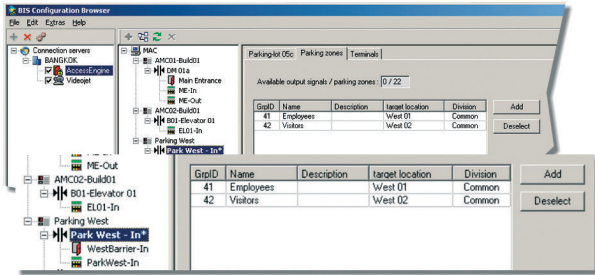 BIS Configuration Browser
File Edit Extras Help
Connection servers
BANGKOK
AccessEngine
Videojet
MAC
AMC01-Build01
DM 01a
Main Entrance
ME-In
ME-Out
AMC02-Build01
B01-Elevator 01
EL01-In
Parking West
Park West - In*
Parking-lot 05c Parking zones Terminals
Available output signals / parking zones : 0 / 22
GrpID Name Description target location Division
41 Employees West 01 Common
42 Visitors West 02 Common
Add
Deselect
ME-Out
AMC02-Build01
B01-Elevator 01
EL01-In
Parking West
Park West - In*
WestBarrier-In
ParkWest-In
GrpID Name Description target location Division
41 Employees West 01 Common
42 Visitors West 02 Common
Add
Deselect